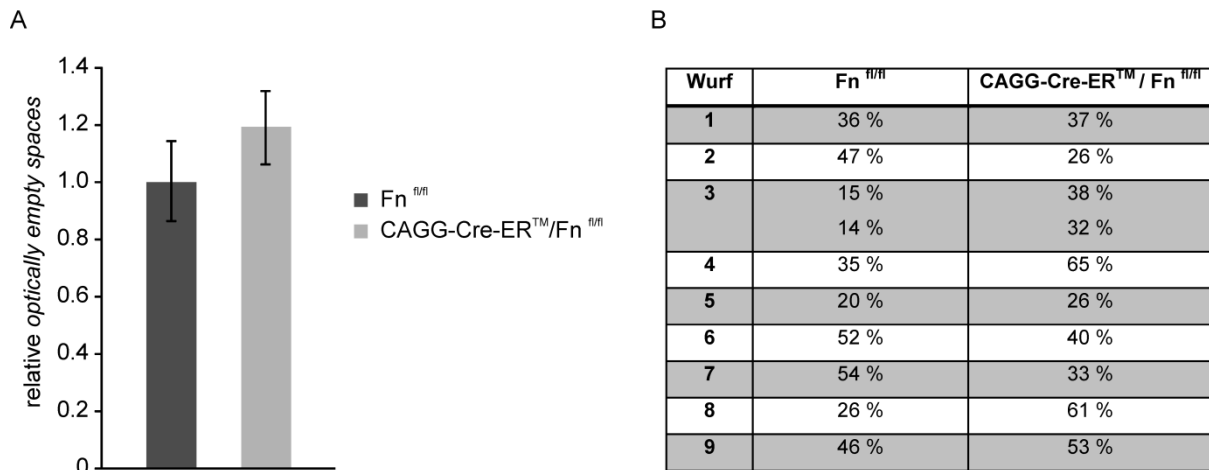 A
1.4
1.2
1.0
0.8
0.6
0.4
0.2
0
relative optically empty spaces
Fn fl/fl
CAGG-Cre-ER™/Fn fl/fl
B
Wurf Fn fl/fl CAGG-Cre-ER™ / Fn fl/fl
1 36 % 37 %
2 47 % 26 %
3 15 % 38 %
14 % 32 %
4 35 % 65 %
5 20 % 26 %
6 52 % 40 %
7 54 % 33 %
8 26 % 61 %
9 46 % 53 %